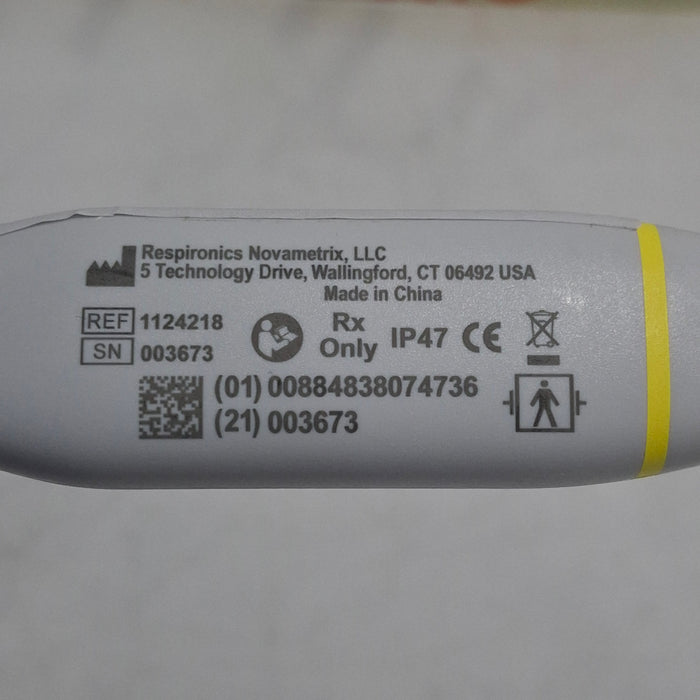 Respironics Novametrix, LLC
5 Technology Drive, Wallingford, CT 06492 USA
Made in China
REF 1124218
SN 003673
Rx
Only
IP47
CE
(01) 00884838074736
(21) 003673